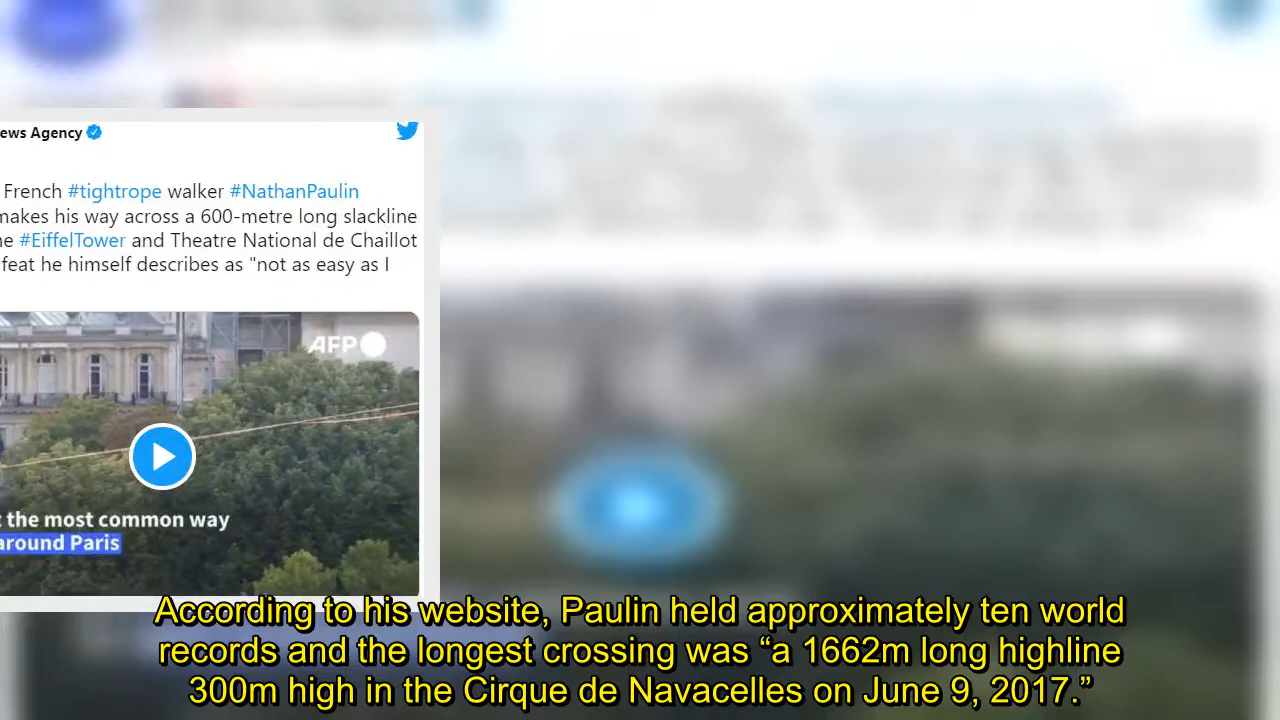 ews Agency
French #tightrope walker #NathanPaulin
makes his way across a 600-metre long slackline
#EiffelTower and Theatre National de Chaillot
feat he himself describes as "not as easy as I
AFP
the most common way
around Paris
According to his website, Paulin held approximately ten world
records and the longest crossing was “a 1662m long highline
300m high in the Cirque de Navacelles on June 9, 2017.”